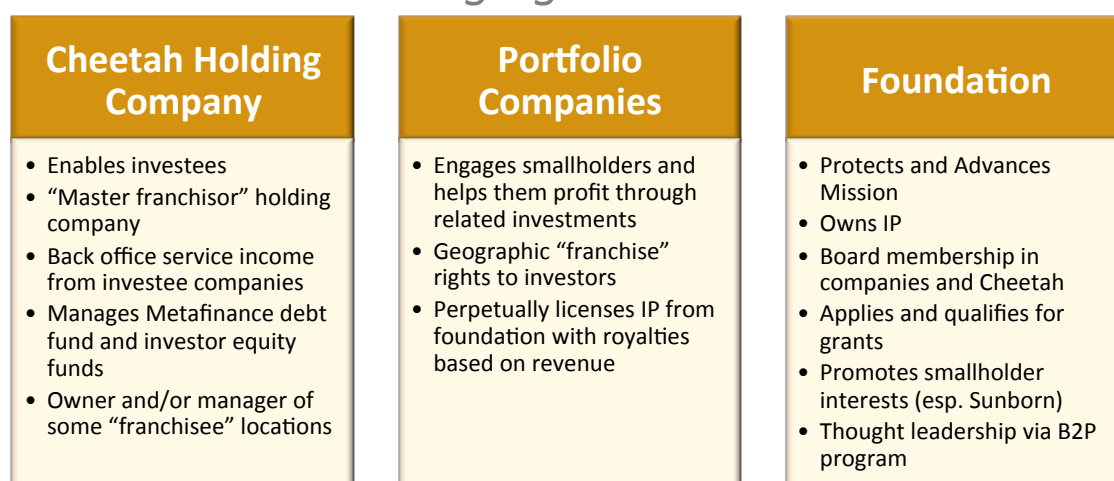 Cheetah Holding
Company
• Enables investees
• “Master franchisor” holding
company
• Back office service income
from investee companies
• Manages Metafinance debt
fund and investor equity
funds
• Owner and/or manager of
some “franchisee” locations
Portfolio
Companies
• Engages smallholders and
helps them profit through
related investments
• Geographic “franchise”
rights to investors
• Perpetually licenses IP from
foundation with royalties
based on revenue
Foundation
• Protects and Advances
Mission
• Owns IP
• Board membership in
companies and Cheetah
• Applies and qualifies for
grants
• Promotes smallholder
interests (esp. Sunborn)
• Thought leadership via B2P
program